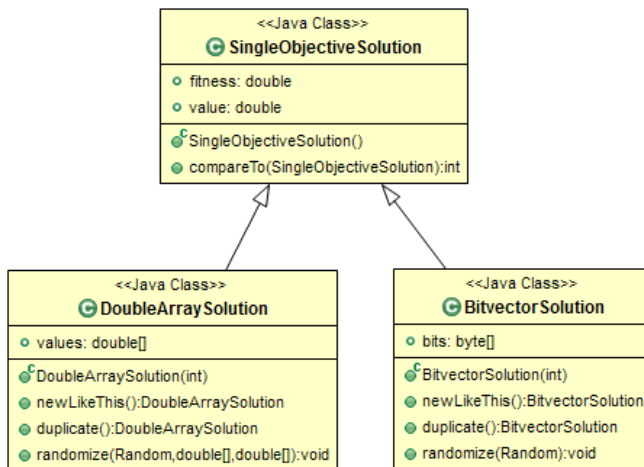 <<Java Class>>
SingleObjectiveSolution
fitness: double
value: double
SingleObjectiveSolution()
compareTo(SingleObjectiveSolution):int
<<Java Class>>
DoubleArraySolution
values: double[]
DoubleArraySolution(int)
newLikeThis():DoubleArraySolution
duplicate():DoubleArraySolution
randomize(Random,double[],double[]):void
<<Java Class>>
BitvectorSolution
bits: byte[]
BitvectorSolution(int)
newLikeThis():BitvectorSolution
duplicate():BitvectorSolution
randomize(Random):void